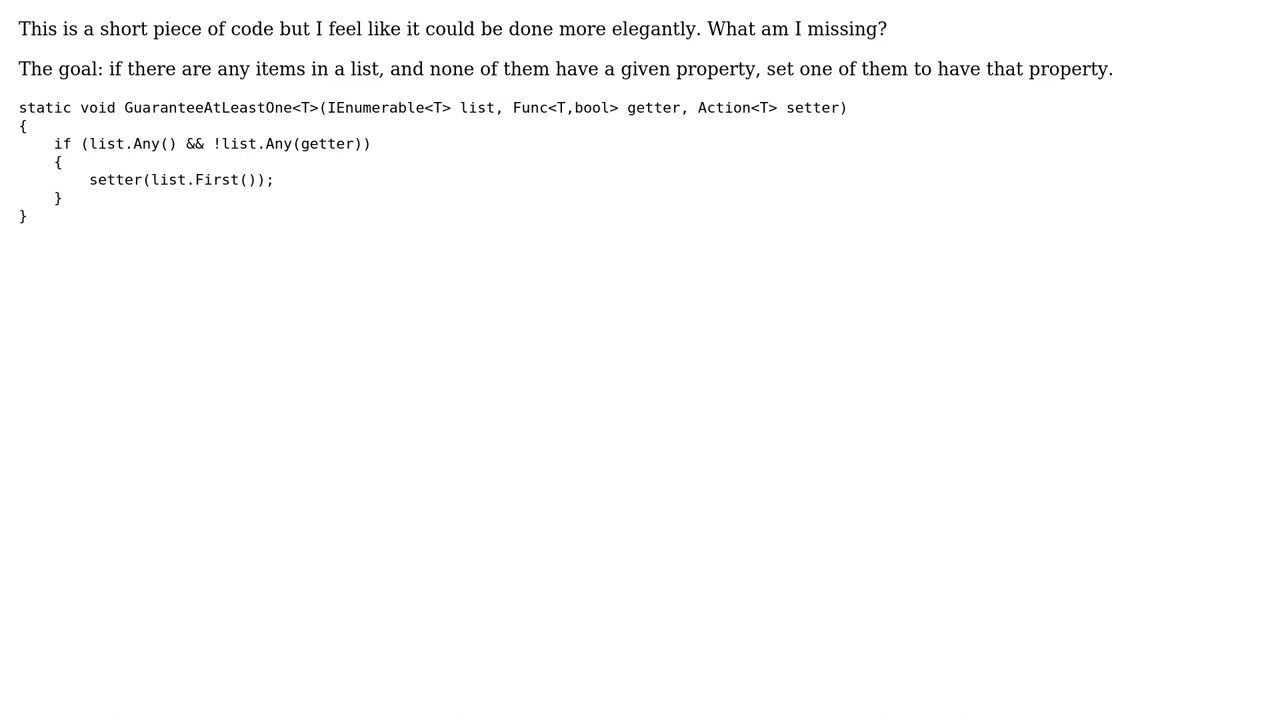 This is a short piece of code but I feel like it could be done more elegantly. What am I missing?
The goal: if there are any items in a list, and none of them have a given property, set one of them to have that property.
static void GuaranteeAtLeastOne<T>(IEnumerable<T> list, Func<T,bool> getter, Action<T> setter)
{
    if (list.Any() && !list.Any(getter))
    {
        setter(list.First());
    }
}